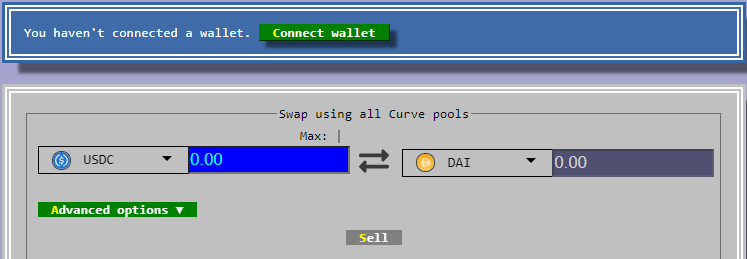 You haven't connected a wallet. Connect wallet
Swap using all Curve pools
Max:
USDC 0.00 DAI 0.00
Advanced options ▼
Sell